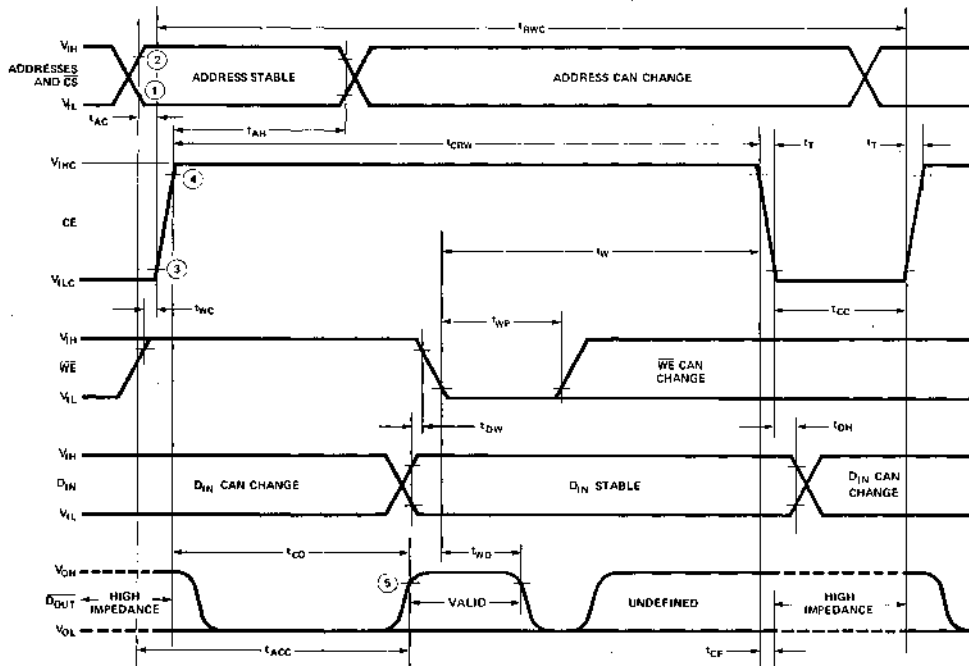 tRWC
VIH
ADDRESSES
AND CS
VIL
2
1
ADDRESS STABLE
ADDRESS CAN CHANGE
tAC
tAH
tCRW
tT
tT
VIHC
4
CE
3
VILC
tW
tWC
tWP
tCC
VIH
WE
VIL
WE CAN
CHANGE
tDW
tDH
VIH
DIN
VIL
DIN CAN CHANGE
DIN STABLE
DIN CAN
CHANGE
tCO
tWD
VOH
DOUT
VOL
HIGH
IMPEDANCE
5
VALID
UNDEFINED
HIGH
IMPEDANCE
tACC
tCF